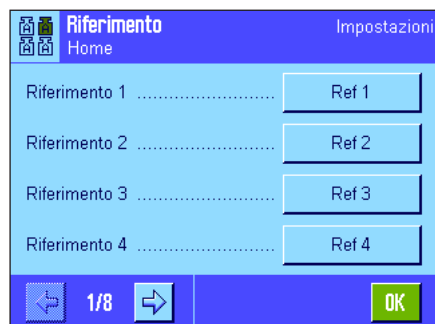 Riferimento Impostazioni
Home
Riferimento 1 ........................ Ref 1
Riferimento 2 ........................ Ref 2
Riferimento 3 ........................ Ref 3
Riferimento 4 ........................ Ref 4
1/8 OK